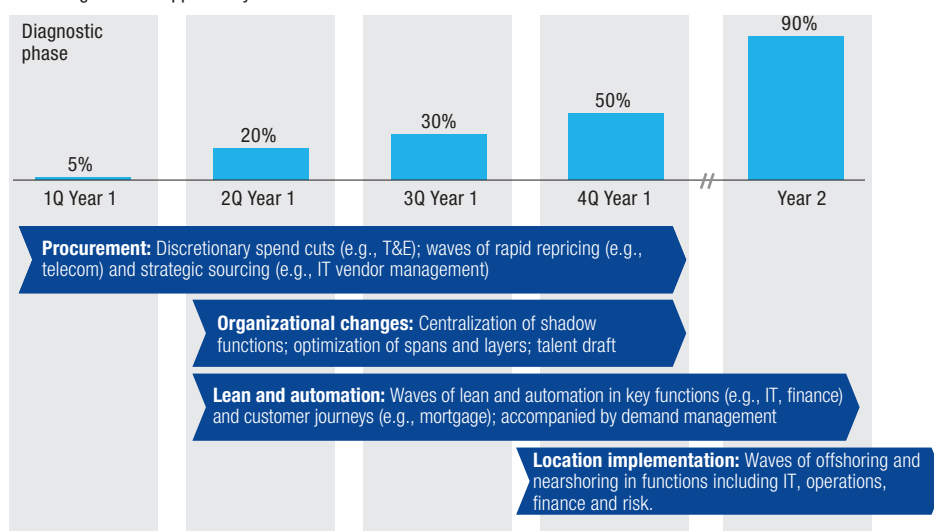 Diagnostic
phase
5%
20%
30%
50%
90%
1Q Year 1
2Q Year 1
3Q Year 1
4Q Year 1
Year 2
Procurement: Discretionary spend cuts (e.g., T&E); waves of rapid repricing (e.g.,
telecom) and strategic sourcing (e.g., IT vendor management)
Organizational changes: Centralization of shadow
functions; optimization of spans and layers; talent draft
Lean and automation: Waves of lean and automation in key functions (e.g., IT, finance)
and customer journeys (e.g., mortgage); accompanied by demand management
Location implementation: Waves of offshoring and
nearshoring in functions including IT, operations,
finance and risk.